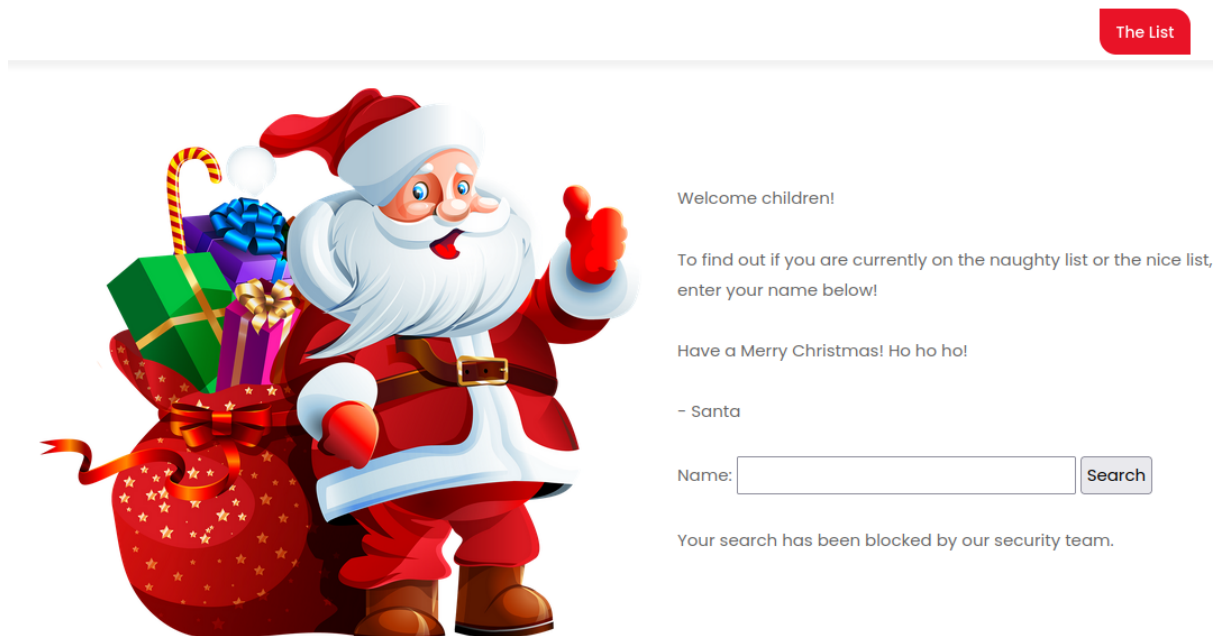 The List
Welcome children!
To find out if you are currently on the naughty list or the nice list,
enter your name below!
Have a Merry Christmas! Ho ho ho!
- Santa
Name: Search
Your search has been blocked by our security team.